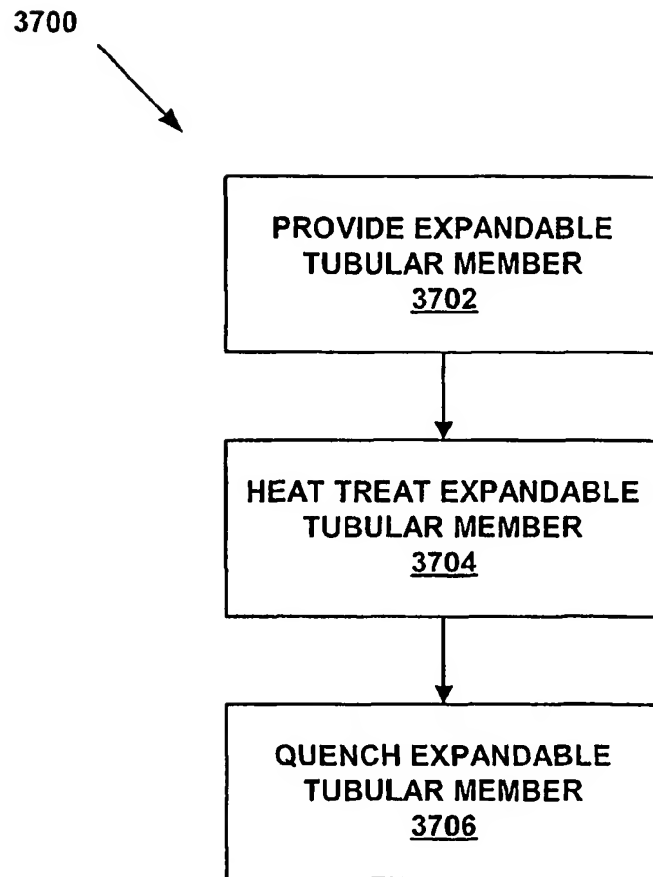 3700
PROVIDE EXPANDABLE
TUBULAR MEMBER
3702
HEAT TREAT EXPANDABLE
TUBULAR MEMBER
3704
QUENCH EXPANDABLE
TUBULAR MEMBER
3706